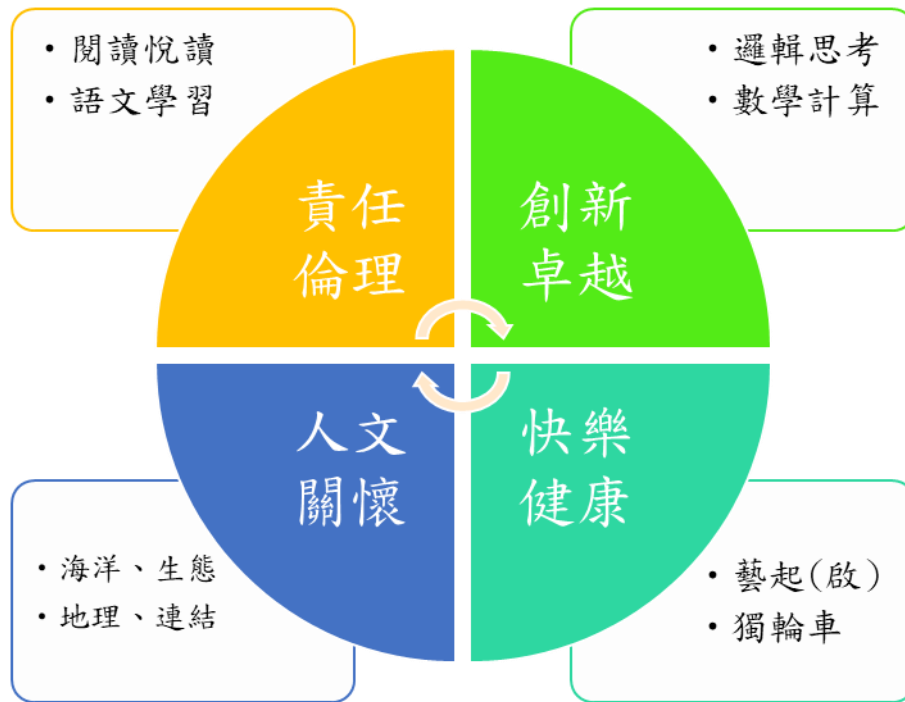 • 閱讀悅讀
• 語文學習
• 邏輯思考
• 數學計算
責任
倫理
創新
卓越
人文
關懷
快樂
健康
• 海洋、生態
• 地理、連結
• 藝起(啟)
• 獨輪車